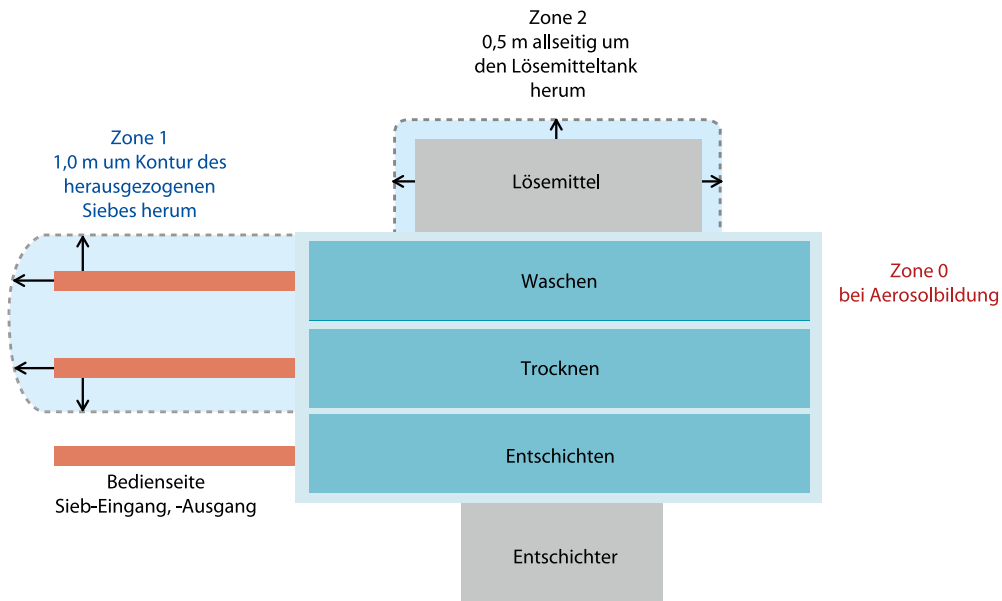 Zone 2
0,5 m allseitig um
den Lösemitteltank
herum
Zone 1
1,0 m um Kontur des
herausgezogenen
Siebes herum
Lösemittel
Waschen
Zone 0
bei Aerosolbildung
Trocknen
Entschichten
Bedienseite
Sieb-Eingang, -Ausgang
Entschichter